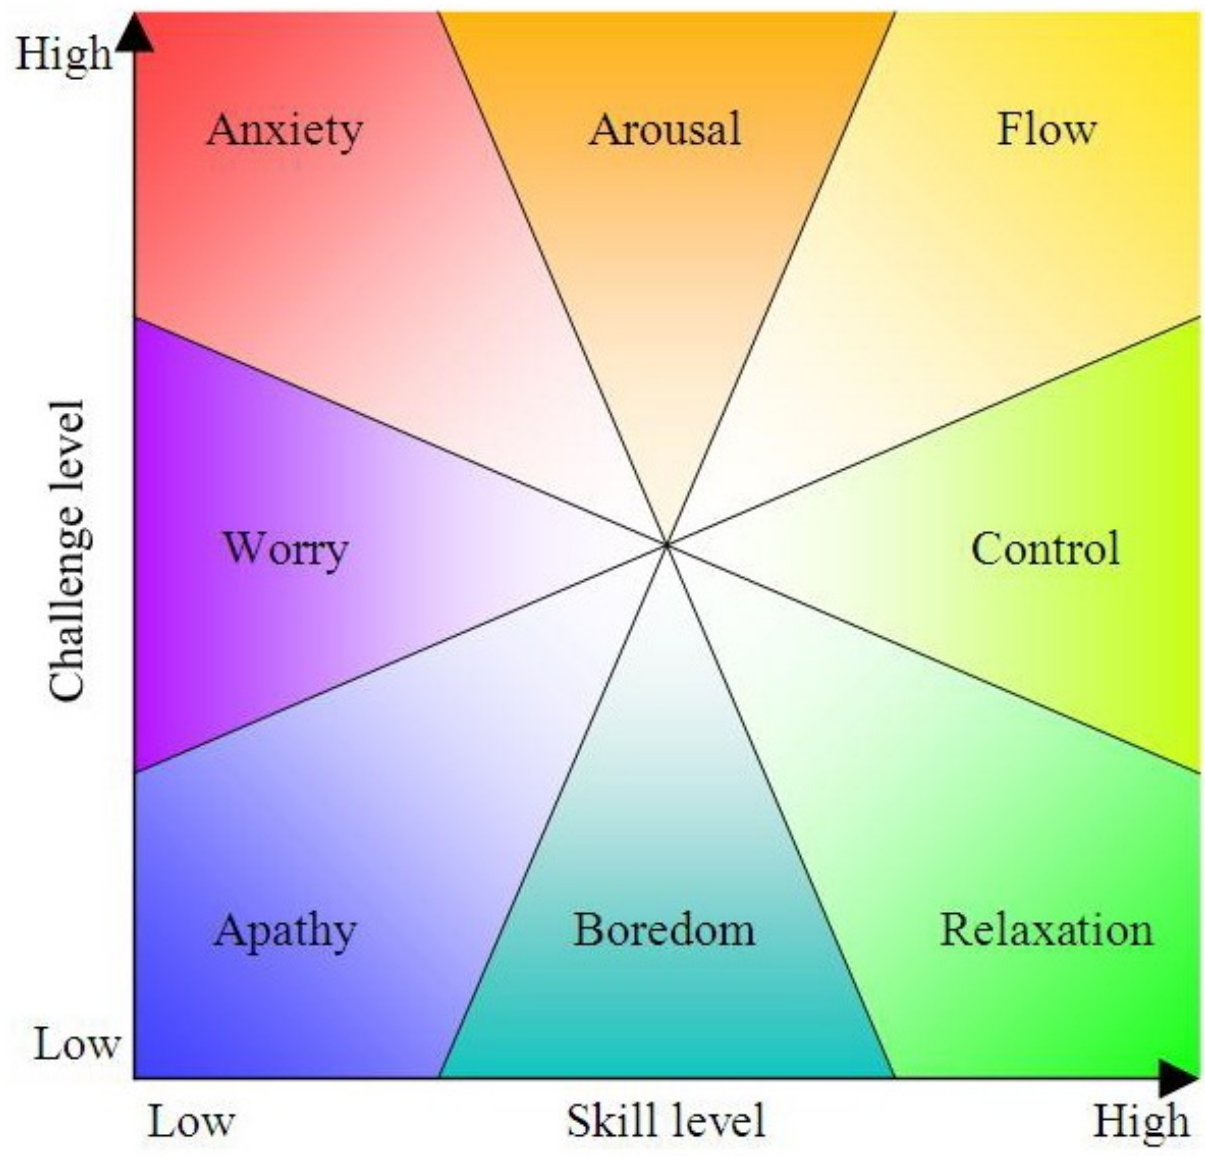 High
Anxiety
Arousal
Flow
Challenge level
Worry
Control
Apathy
Boredom
Relaxation
Low
Low
Skill level
High